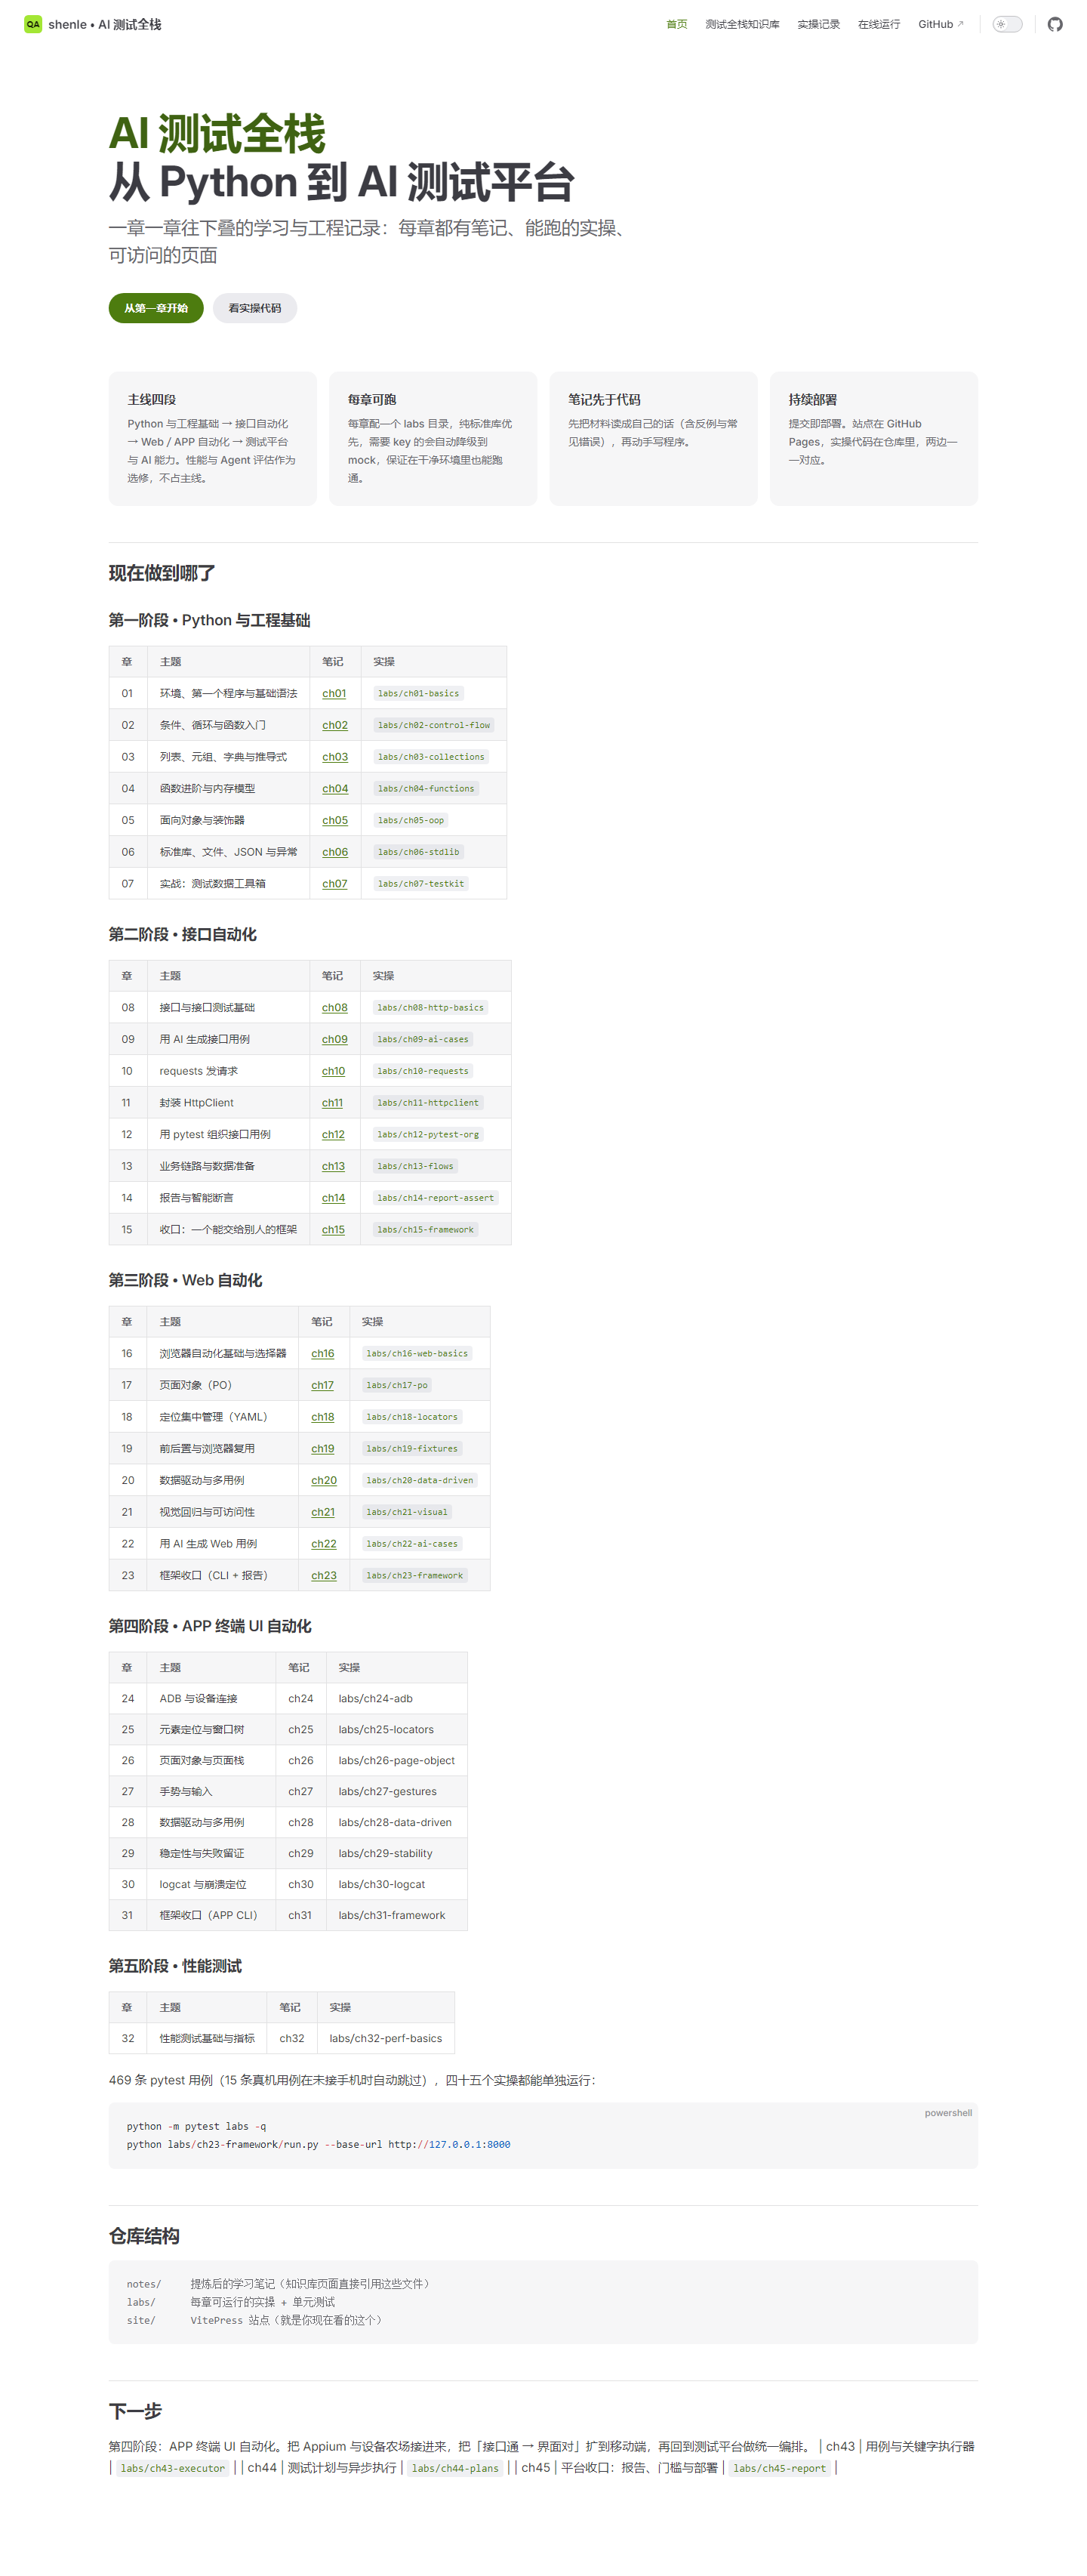 QA shenle • AI 测试全栈
首页 测试全栈知识库 实操记录 在线运行 GitHub
AI 测试全栈
从 Python 到 AI 测试平台
一章一章往下叠的学习与工程记录：每章都有笔记、能跑的实操、
可访问的页面
从第一章开始 看实操代码
主线四段
Python 与工程基础 → 接口自动化
→ Web / APP 自动化 → 测试平台
与 AI 能力。性能与 Agent 评估作为
选修，不占主线。
每章可跑
每章配一个 labs 目录，纯标准库优
先，需要 key 的会自动降级到
mock，保证在干净环境里也能跑
通。
笔记先于代码
先把材料读成自己的话（含反例与常
见错误），再动手写程序。
持续部署
提交即部署。站点在 GitHub
Pages，实操代码在仓库里，两边一
一对应。
现在做到哪了
第一阶段 • Python 与工程基础
章 主题 笔记 实操
01 环境、第一个程序与基础语法 ch01 labs/ch01-basics
02 条件、循环与函数入门 ch02 labs/ch02-control-flow
03 列表、元组、字典与推导式 ch03 labs/ch03-collections
04 函数进阶与内存模型 ch04 labs/ch04-functions
05 面向对象与装饰器 ch05 labs/ch05-oop
06 标准库、文件、JSON 与异常 ch06 labs/ch06-stdlib
07 实战：测试数据工具箱 ch07 labs/ch07-testkit
第二阶段 • 接口自动化
章 主题 笔记 实操
08 接口与接口测试基础 ch08 labs/ch08-http-basics
09 用 AI 生成接口用例 ch09 labs/ch09-ai-cases
10 requests 发请求 ch10 labs/ch10-requests
11 封装 HttpClient ch11 labs/ch11-httpclient
12 用 pytest 组织接口用例 ch12 labs/ch12-pytest-org
13 业务链路与数据准备 ch13 labs/ch13-flows
14 报告与智能断言 ch14 labs/ch14-report-assert
15 收口：一个能交给别人的框架 ch15 labs/ch15-framework
第三阶段 • Web 自动化
章 主题 笔记 实操
16 浏览器自动化基础与选择器 ch16 labs/ch16-web-basics
17 页面对象（PO） ch17 labs/ch17-po
18 定位集中管理（YAML） ch18 labs/ch18-locators
19 前后置与浏览器复用 ch19 labs/ch19-fixtures
20 数据驱动与多用例 ch20 labs/ch20-data-driven
21 视觉回归与可访问性 ch21 labs/ch21-visual
22 用 AI 生成 Web 用例 ch22 labs/ch22-ai-cases
23 框架收口（CLI + 报告） ch23 labs/ch23-framework
第四阶段 • APP 终端 UI 自动化
章 主题 笔记 实操
24 ADB 与设备连接 ch24 labs/ch24-adb
25 元素定位与窗口树 ch25 labs/ch25-locators
26 页面对象与页面栈 ch26 labs/ch26-page-object
27 手势与输入 ch27 labs/ch27-gestures
28 数据驱动与多用例 ch28 labs/ch28-data-driven
29 稳定性与失败留证 ch29 labs/ch29-stability
30 logcat 与崩溃定位 ch30 labs/ch30-logcat
31 框架收口（APP CLI） ch31 labs/ch31-framework
第五阶段 • 性能测试
章 主题 笔记 实操
32 性能测试基础与指标 ch32 labs/ch32-perf-basics
469 条 pytest 用例（15 条真机用例在未接手机时自动跳过），四十五个实操都能单独运行：
powershell
python -m pytest labs -q
python labs/ch23-framework/run.py --base-url http://127.0.0.1:8000
仓库结构
notes/ 提炼后的学习笔记（知识库页面直接引用这些文件）
labs/ 每章可运行的实操 + 单元测试
site/ VitePress 站点（就是你现在看的这个）
下一步
第四阶段：APP 终端 UI 自动化。把 Appium 与设备农场接进来，把「接口通 → 界面对」扩到移动端，再回到测试平台做统一编排。 | ch43 | 用例与关键字执行器
| labs/ch43-executor | | ch44 | 测试计划与异步执行 | labs/ch44-plans | | ch45 | 平台收口：报告、门槛与部署 | labs/ch45-report |